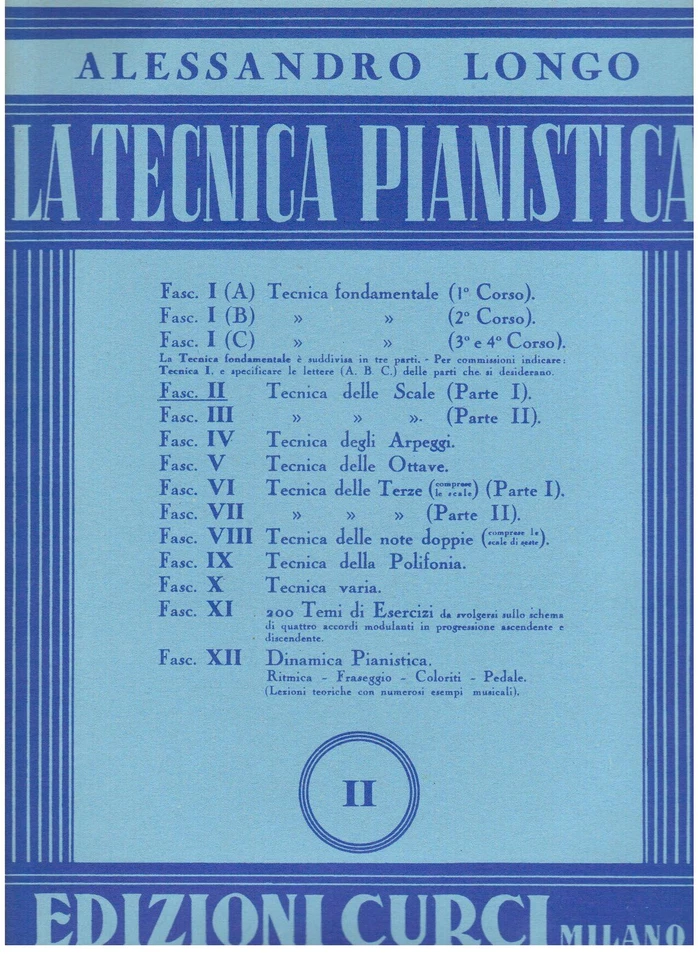 ALESSANDRO LONGO
LA TECNICA PIANISTICA
Fasc. I (A) Tecnica fondamentale (1º Corso).
Fasc. I (B) » » (2º Corso).
Fasc. I (C) » » (3º e 4º Corso).
La Tecnica fondamentale è suddivisa in tre parti. - Per commissioni indicare:
Tecnica I, e specificare le lettere (A. B. C.) delle parti che si desiderano.
Fasc. II Tecnica delle Scale (Parte I).
Fasc. III » » ». (Parte II).
Fasc. IV Tecnica degli Arpeggi.
Fasc. V Tecnica delle Ottave.
Fasc. VI Tecnica delle Terze (comprese le scale) (Parte I).
Fasc. VII » » » (Parte II).
Fasc. VIII Tecnica delle note doppie (comprese le scale di seste).
Fasc. IX Tecnica della Polifonia.
Fasc. X Tecnica varia.
Fasc. XI 200 Temi di Esercizi da svolgersi sullo schema
di quattro accordi modulanti in progressione ascendente e
discendente.
Fasc. XII Dinamica Pianistica.
Ritmica - Fraseggio - Coloriti - Pedale.
(Lezioni teoriche con numerosi esempi musicali).
II
EDIZIONI CURCI MILANO